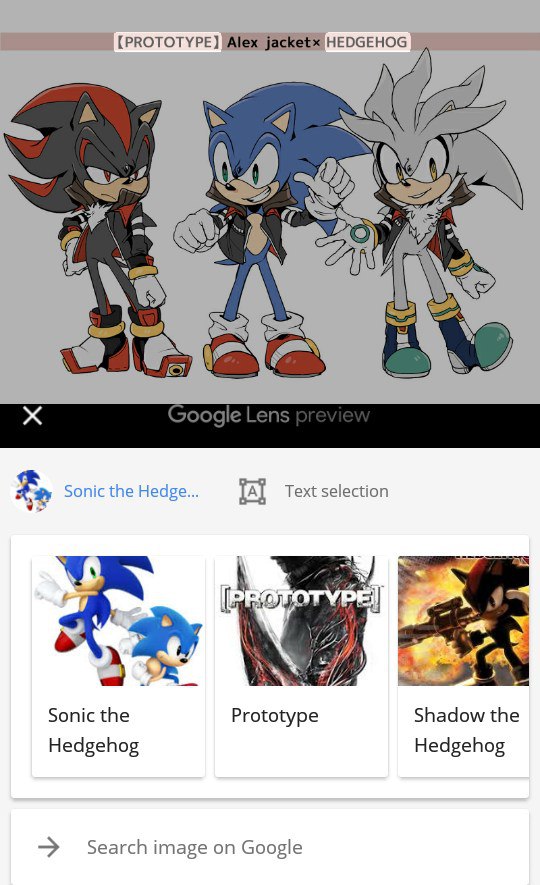 【PROTOTYPE】Alex jacket× HEDGEHOG
Google Lens preview
Sonic the Hedge...
A Text selection
[PROTOTYPE]
Sonic the
Hedgehog
Prototype
Shadow the
Hedgehog
Search image on Google